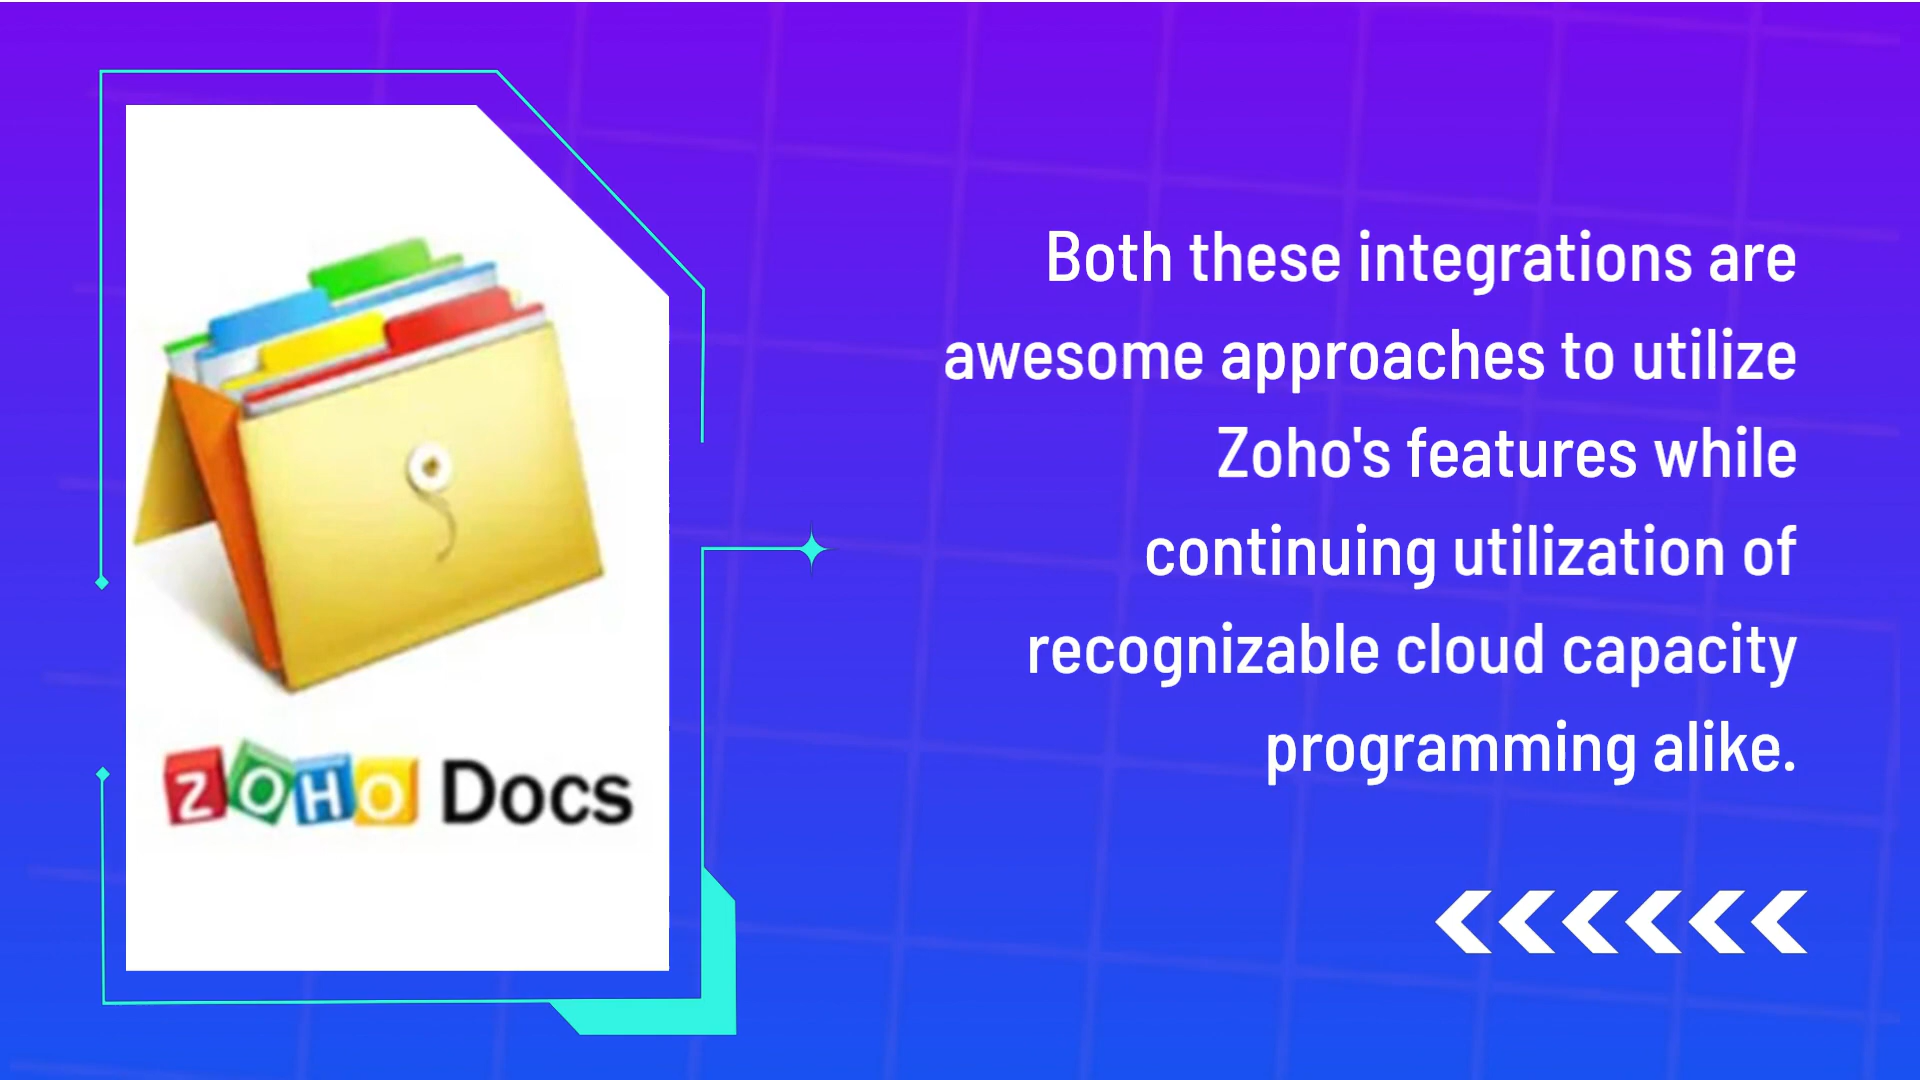 ZOHO Docs
Both these integrations are
awesome approaches to utilize
Zoho's features while
continuing utilization of
recognizable cloud capacity
programming alike.